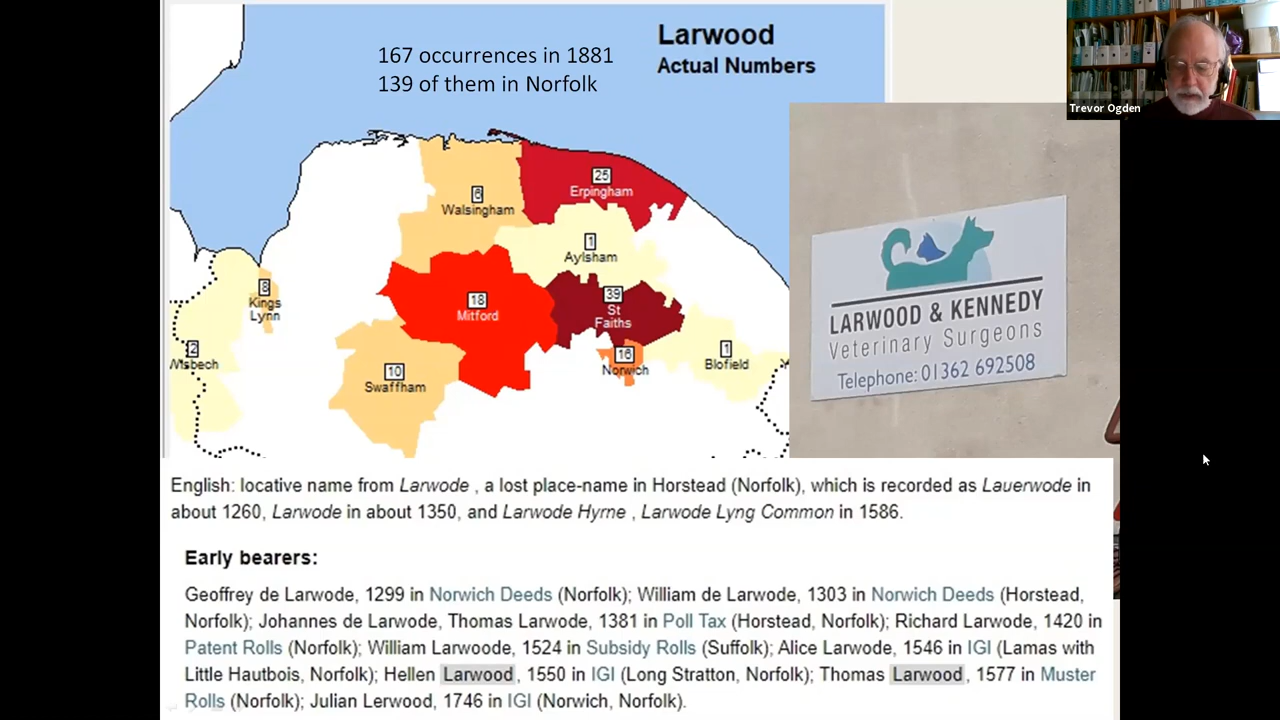 167 occurrences in 1881
139 of them in Norfolk
Larwood
Actual Numbers
Trevor Ogden
25
Erpingham
6
Walsingham
1
Aylsham
8
Kings
Lynn
18
Mitford
39
St
Faiths
2
Wisbech
10
Swaffham
16
Norwich
1
Blofield
LARWOOD & KENNEDY
Veterinary Surgeons
Telephone: 01362 692508
English: locative name from Larwode , a lost place-name in Horstead (Norfolk), which is recorded as Lauerwode in
about 1260, Larwode in about 1350, and Larwode Hyrne , Larwode Lyng Common in 1586.
Early bearers:
Geoffrey de Larwode, 1299 in Norwich Deeds (Norfolk); William de Larwode, 1303 in Norwich Deeds (Horstead,
Norfolk); Johannes de Larwode, Thomas Larwode, 1381 in Poll Tax (Horstead, Norfolk); Richard Larwode, 1420 in
Patent Rolls (Norfolk); William Larwoode, 1524 in Subsidy Rolls (Suffolk); Alice Larwode, 1546 in IGI (Lamas with
Little Hautbois, Norfolk); Hellen Larwood, 1550 in IGI (Long Stratton, Norfolk); Thomas Larwood, 1577 in Muster
Rolls (Norfolk); Julian Lerwood, 1746 in IGI (Norwich, Norfolk).